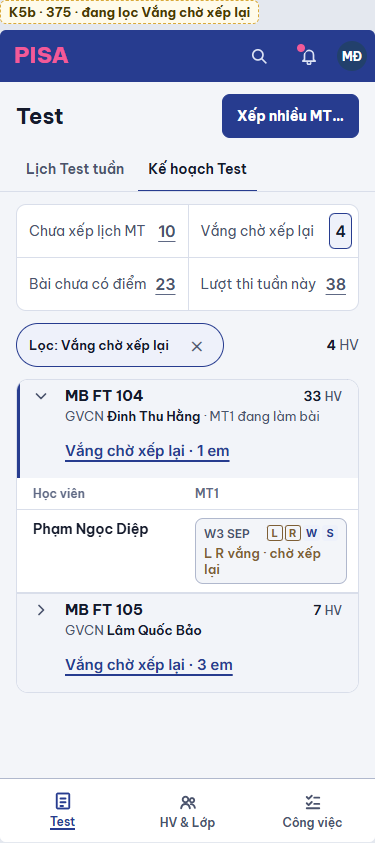 K5b · 375 · đang lọc Vắng chờ xếp lại
PISA
MĐ
Test
Xếp nhiều MT...
Lịch Test tuần
Kế hoạch Test
Chưa xếp lịch MT 10
Vắng chờ xếp lại 4
Bài chưa có điểm 23
Lượt thi tuần này 38
Lọc: Vắng chờ xếp lại ×
4 HV
MB FT 104
33 HV
GVCN Đinh Thu Hằng · MT1 đang làm bài
Vắng chờ xếp lại · 1 em
Học viên
MT1
Phạm Ngọc Diệp
W3 SEP L R W S
L R vắng · chờ xếp
lại
MB FT 105
7 HV
GVCN Lâm Quốc Bảo
Vắng chờ xếp lại · 3 em
Test
HV & Lớp
Công việc